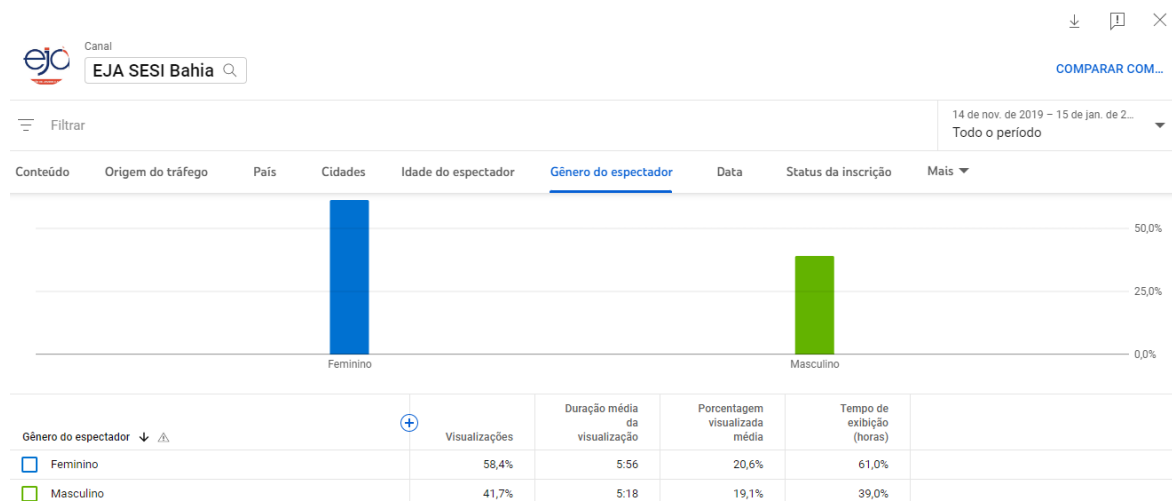 Canal
eja
EJA SESI Bahia
COMPARAR COM...
Filtrar
14 de nov. de 2019 – 15 de jan. de 2...
Todo o período
Conteúdo Origem do tráfego País Cidades Idade do espectador Gênero do espectador Data Status da inscrição Mais
50,0%
25,0%
0,0%
Feminino Masculino
Gênero do espectador Visualizações Duração média da visualização Porcentagem visualizada média Tempo de exibição (horas)
Feminino 58,4% 5:56 20,6% 61,0%
Masculino 41,7% 5:18 19,1% 39,0%